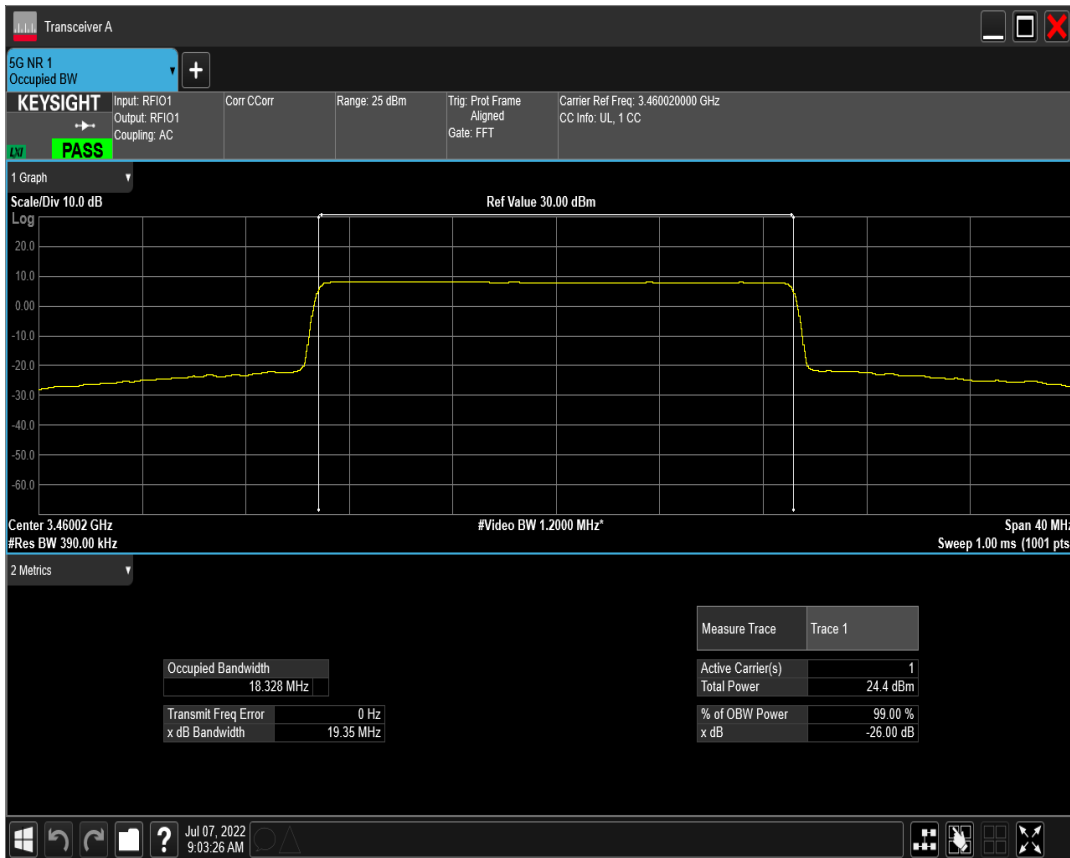 Transceiver A
5G NR 1
Occupied BW
+
KEYSIGHT
LXI
PASS
Input: RFIO1
Output: RFIO1
Coupling: AC
Corr CCorr
Range: 25 dBm
Trig: Prot Frame
Aligned
Gate: FFT
Carrier Ref Freq: 3.460020000 GHz
CC Info: UL, 1 CC
1 Graph
Scale/Div 10.0 dB
Ref Value 30.00 dBm
Log
20.0
10.0
0.00
-10.0
-20.0
-30.0
-40.0
-50.0
-60.0
Center 3.46002 GHz
#Video BW 1.2000 MHz*
Span 40 MHz
#Res BW 390.00 kHz
Sweep 1.00 ms (1001 pts
2 Metrics
Measure Trace Trace 1
Occupied Bandwidth
18.328 MHz
Active Carrier(s) 1
Total Power 24.4 dBm
Transmit Freq Error 0 Hz
x dB Bandwidth 19.35 MHz
% of OBW Power 99.00 %
x dB -26.00 dB
?
Jul 07, 2022
9:03:26 AM